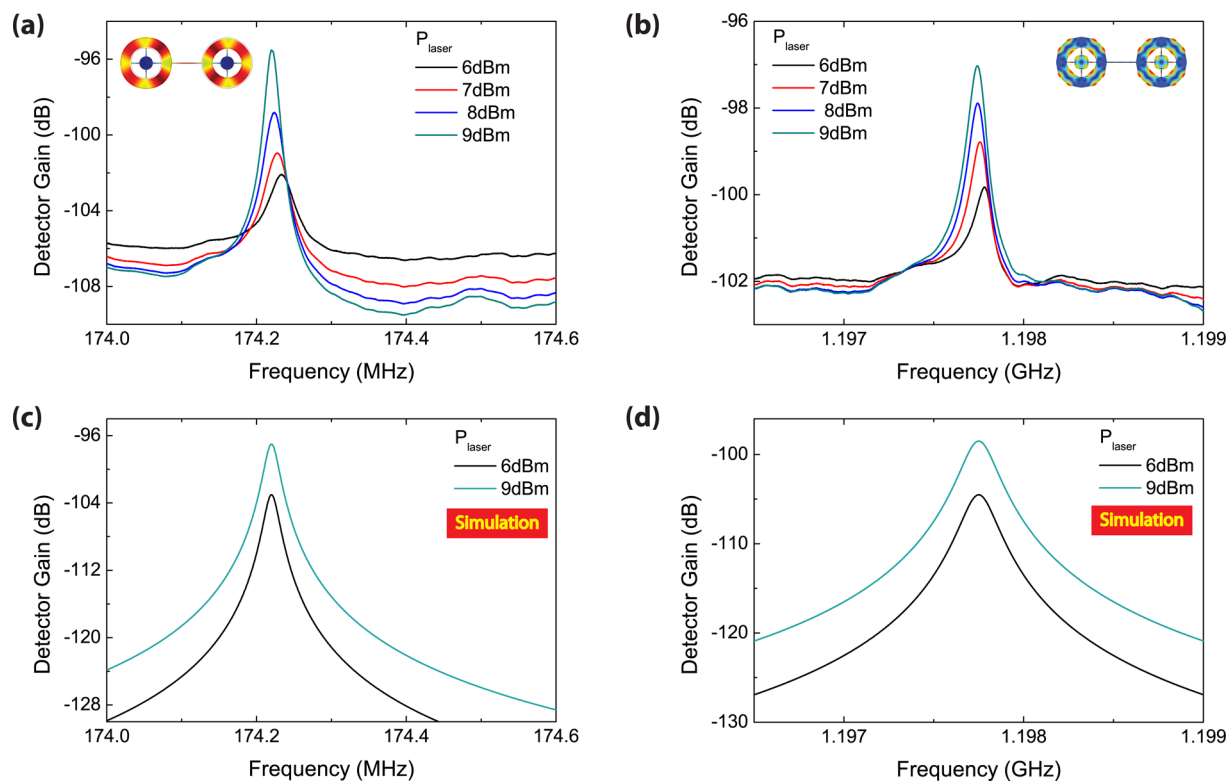 (a)
P_laser
6dBm
7dBm
8dBm
9dBm
-96
-100
-104
-108
Detector Gain (dB)
174.0
174.2
174.4
174.6
Frequency (MHz)
(b)
P_laser
6dBm
7dBm
8dBm
9dBm
-96
-98
-100
-102
Detector Gain (dB)
1.197
1.198
1.199
Frequency (GHz)
(c)
P_laser
6dBm
9dBm
Simulation
-96
-104
-112
-120
-128
Detector Gain (dB)
174.0
174.2
174.4
174.6
Frequency (MHz)
(d)
P_laser
6dBm
9dBm
Simulation
-100
-110
-120
-130
Detector Gain (dB)
1.197
1.198
1.199
Frequency (GHz)